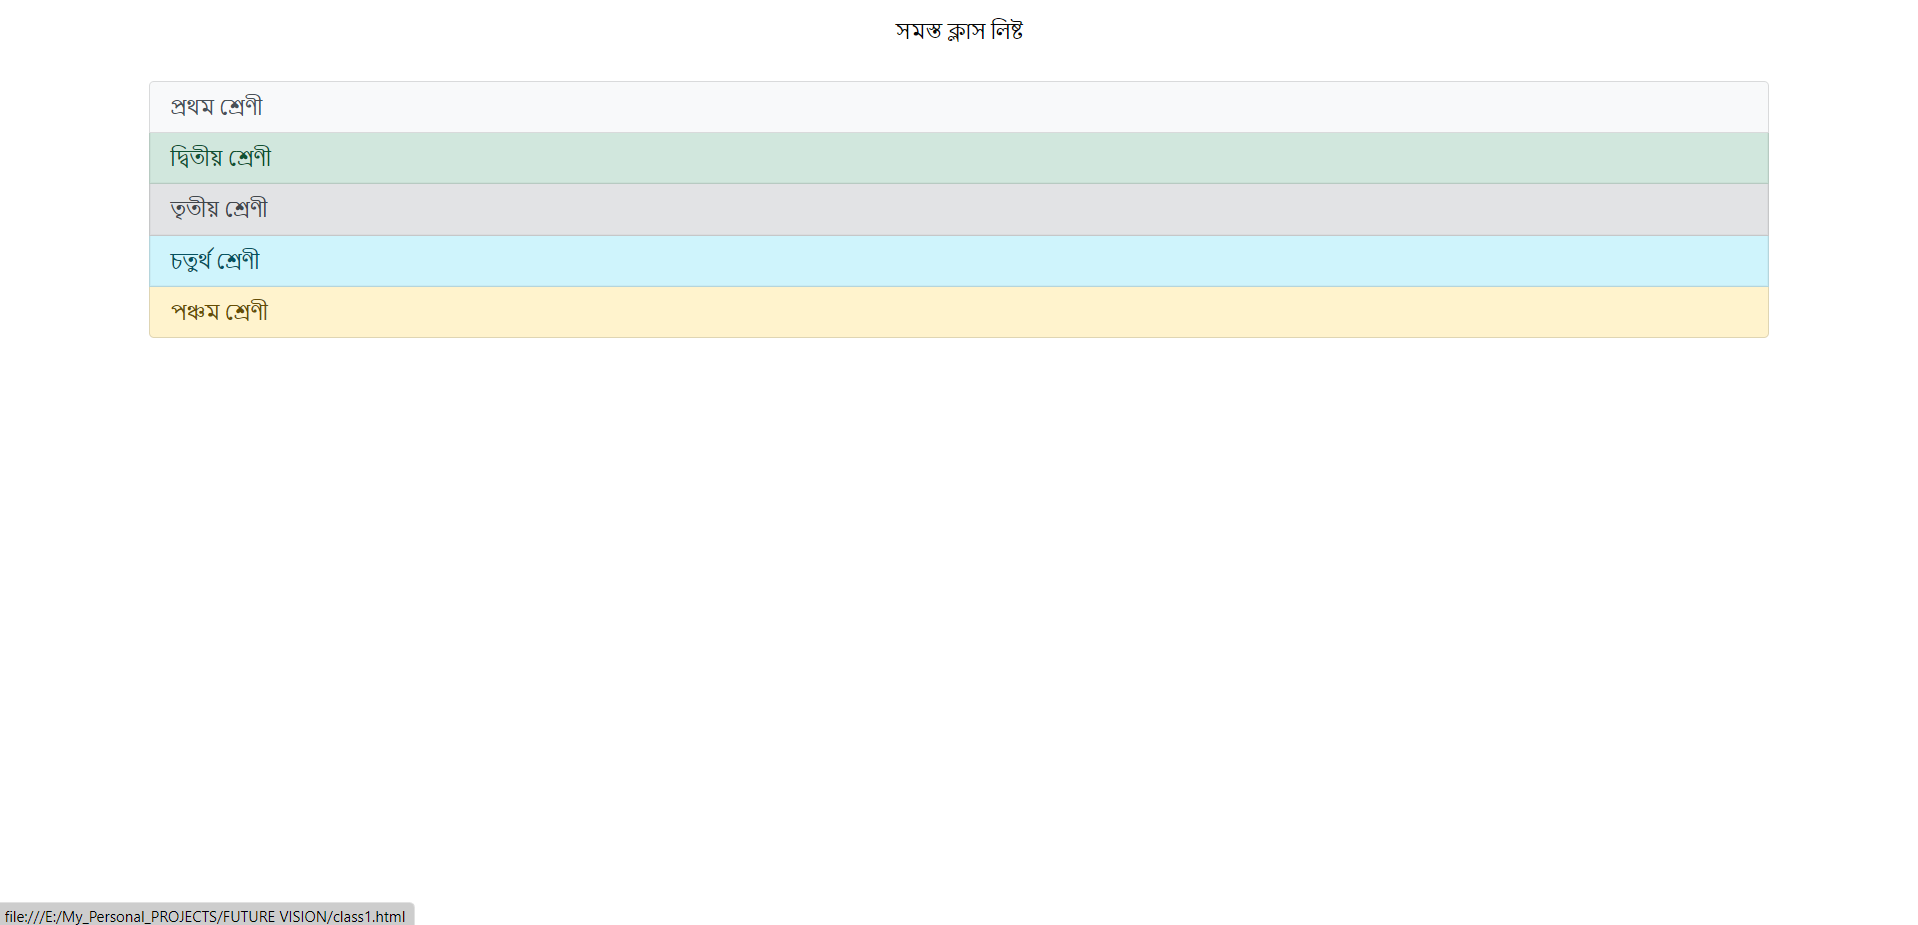 সমস্ত ক্লাস লিষ্ট
প্রথম শ্রেণী
দ্বিতীয় শ্রেণী
তৃতীয় শ্রেণী
চতুর্থ শ্রেণী
পঞ্চম শ্রেণী
file:///E:/My_Personal_PROJECTS/FUTURE VISION/class1.html